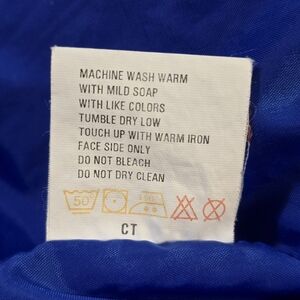 MACHINE WASH WARM
WITH MILD SOAP
WITH LIKE COLORS
TUMBLE DRY LOW
TOUCH UP WITH WARM IRON
FACE SIDE ONLY
DO NOT BLEACH
DO NOT DRY CLEAN
50
CT